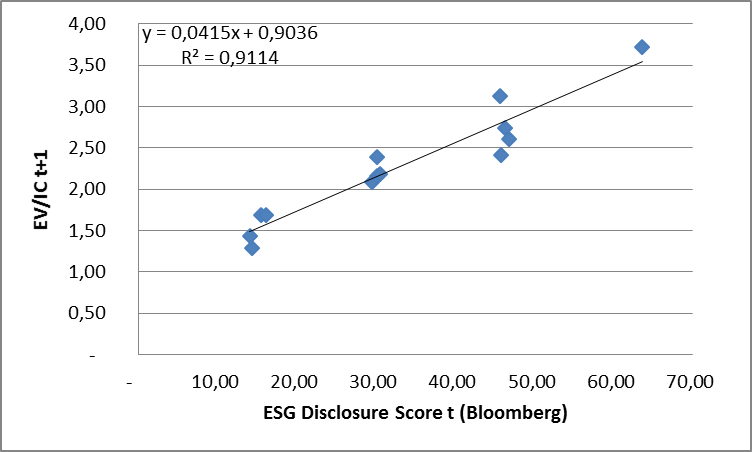 y = 0,0415x + 0,9036
R² = 0,9114
4,00
3,50
3,00
2,50
2,00
1,50
1,00
0,50
-
EV/IC t+1
- 10,00 20,00 30,00 40,00 50,00 60,00 70,00
ESG Disclosure Score t (Bloomberg)